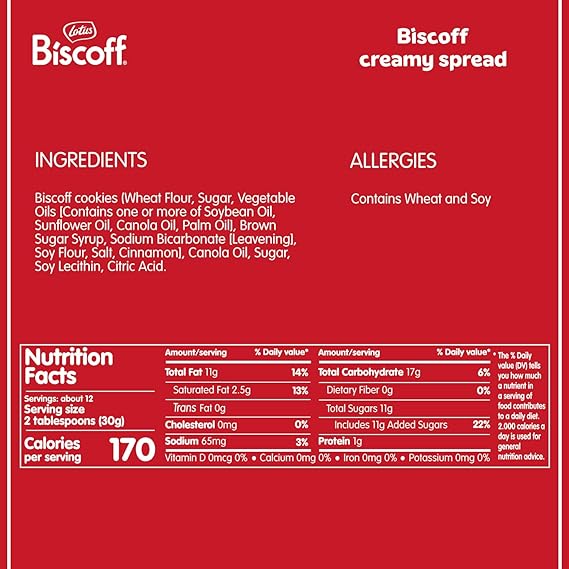 Lotus
Biscoff®
Biscoff
creamy spread
INGREDIENTS
Biscoff cookies (Wheat Flour, Sugar, Vegetable
Oils [Contains one or more of Soybean Oil,
Sunflower Oil, Canola Oil, Palm Oil], Brown
Sugar Syrup, Sodium Bicarbonate [Leavening],
Soy Flour, Salt, Cinnamon), Canola Oil, Sugar,
Soy Lecithin, Citric Acid.
ALLERGIES
Contains Wheat and Soy
Nutrition
Facts
Servings: about 12
Serving size
2 tablespoons (30g)
Calories
per serving 170
Amount/serving % Daily value*
Total Fat 11g 14%
Saturated Fat 2.5g 13%
Trans Fat 0g
Cholesterol 0mg 0%
Sodium 65mg 3%
Amount/serving % Daily value*
Total Carbohydrate 17g 6%
Dietary Fiber 0g 0%
Total Sugars 11g
Includes 11g Added Sugars 22%
Protein 1g
Vitamin D 0mcg 0% • Calcium 0mg 0% • Iron 0mg 0% • Potassium 0mg 0%
* The % Daily
value (DV) tells
you how much
a nutrient in
a serving of
food contributes
to a daily diet.
2.000 calories a
day is used for
general
nutrition advice.